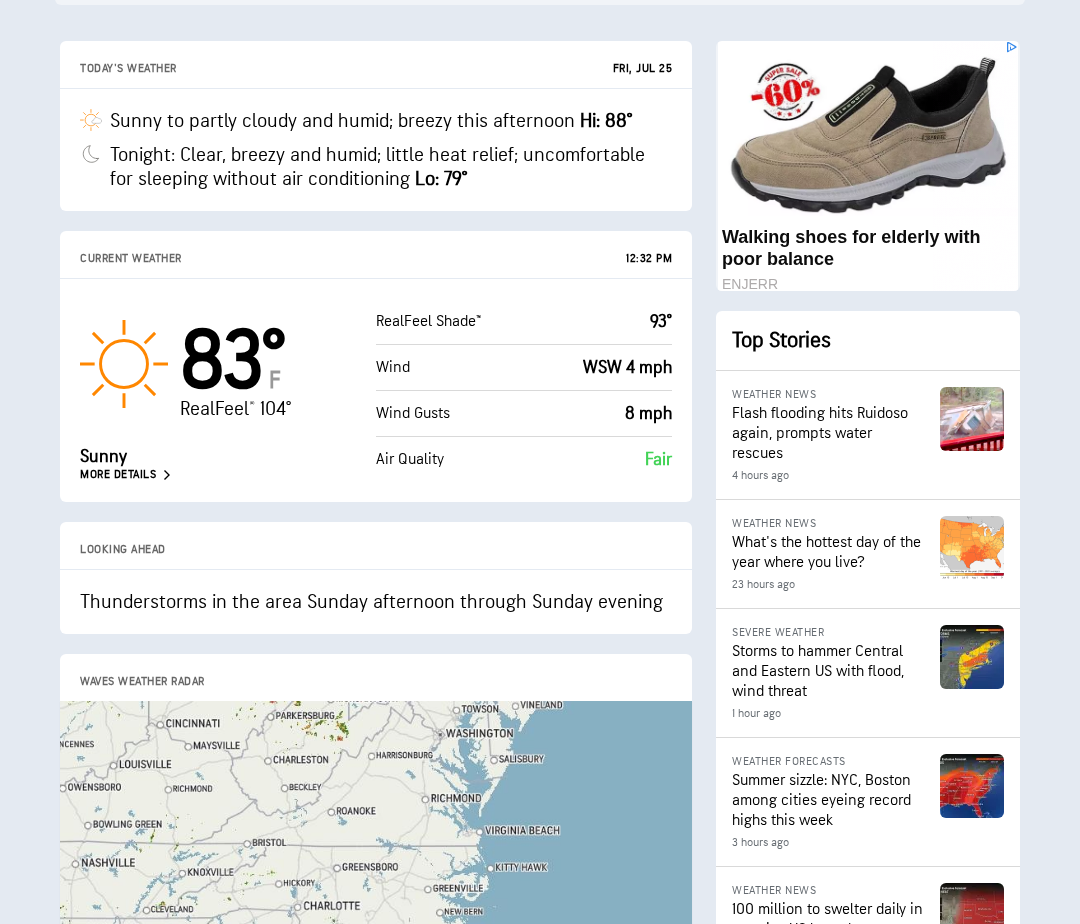 TODAY'S WEATHER
FRI, JUL 25
Sunny to partly cloudy and humid; breezy this afternoon Hi: 88°
Tonight: Clear, breezy and humid; little heat relief; uncomfortable
for sleeping without air conditioning Lo: 79°
CURRENT WEATHER
12:32 PM
83°
F
RealFeel® 104°
Sunny
MORE DETAILS
RealFeel Shade™
93°
Wind
WSW 4 mph
Wind Gusts
8 mph
Air Quality
Fair
LOOKING AHEAD
Thunderstorms in the area Sunday afternoon through Sunday evening
WAVES WEATHER RADAR
CINCINNATI
PARKERSBURG
TOWSON
VINELAND
NCENNES
MAYSVILLE
WASHINGTON
LOUISVILLE
CHARLESTON
HARRISONBURG
SALISBURY
OWENSBORO
RICHMOND
BECKLEY
RICHMOND
ROANOKE
BOWLING GREEN
VIRGINIA BEACH
BRISTOL
NASHVILLE
KNOXVILLE
GREENSBORO
KITTY HAWK
HICKORY
GREENVILLE
CLEVELAND
CHARLOTTE
NEW BERN
SUPER SALE
-60%
Walking shoes for elderly with
poor balance
ENJERR
Top Stories
WEATHER NEWS
Flash flooding hits Ruidoso
again, prompts water
rescues
4 hours ago
WEATHER NEWS
What's the hottest day of the
year where you live?
23 hours ago
SEVERE WEATHER
Storms to hammer Central
and Eastern US with flood,
wind threat
1 hour ago
WEATHER FORECASTS
Summer sizzle: NYC, Boston
among cities eyeing record
highs this week
3 hours ago
WEATHER NEWS
100 million to swelter daily in